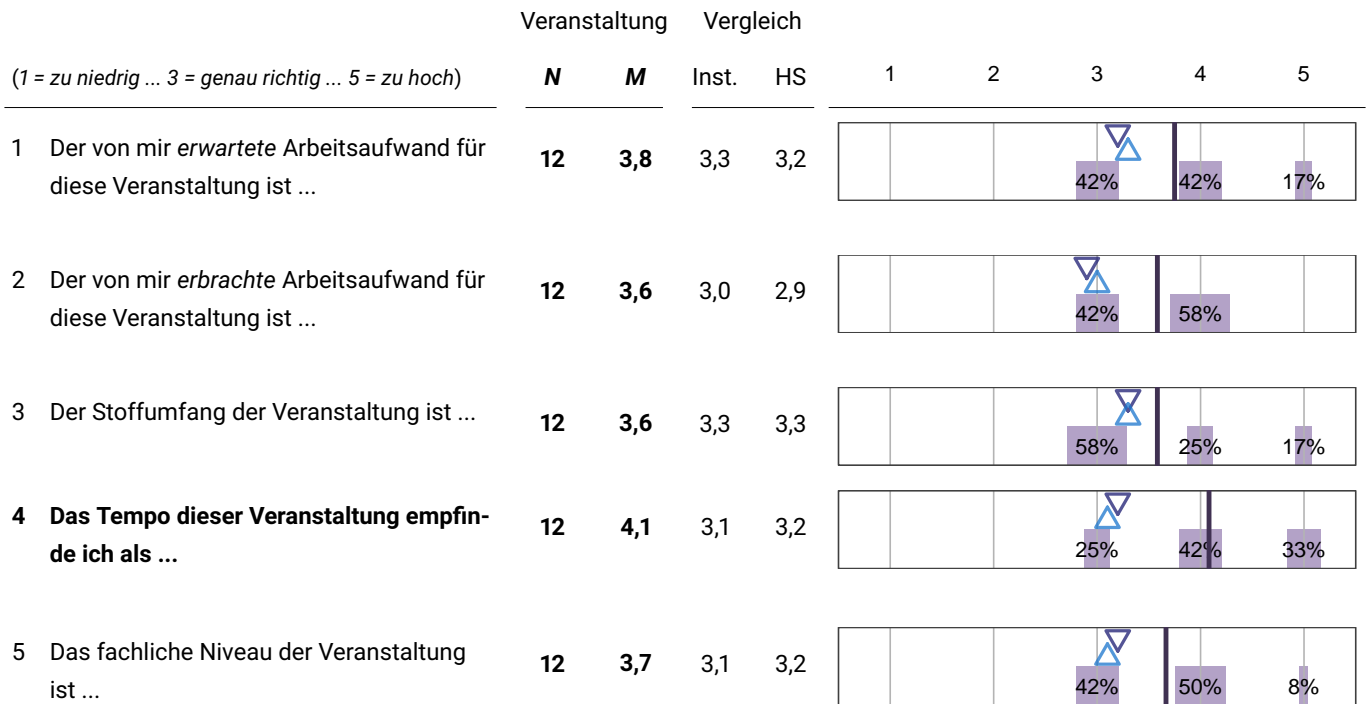 Veranstaltung Vergleich
(1 = zu niedrig ... 3 = genau richtig ... 5 = zu hoch) N M Inst. HS 1 2 3 4 5
1 Der von mir erwartete Arbeitsaufwand für
diese Veranstaltung ist ...
12 3,8 3,3 3,2
42% 42% 17%
2 Der von mir erbrachte Arbeitsaufwand für
diese Veranstaltung ist ...
12 3,6 3,0 2,9
42% 58%
3 Der Stoffumfang der Veranstaltung ist ...
12 3,6 3,3 3,3
58% 25% 17%
4 Das Tempo dieser Veranstaltung empfin-
de ich als ...
12 4,1 3,1 3,2
25% 42% 33%
5 Das fachliche Niveau der Veranstaltung
ist ...
12 3,7 3,1 3,2
42% 50% 8%